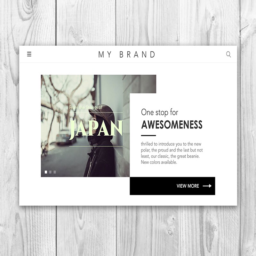 MY BRAND
JAPAN
One stop for
AWESOMENESS
thrilled to introduce you to the new
polar, the proud and the last but not
least, our classic, the great brands.
New colors available.
VIEW MORE